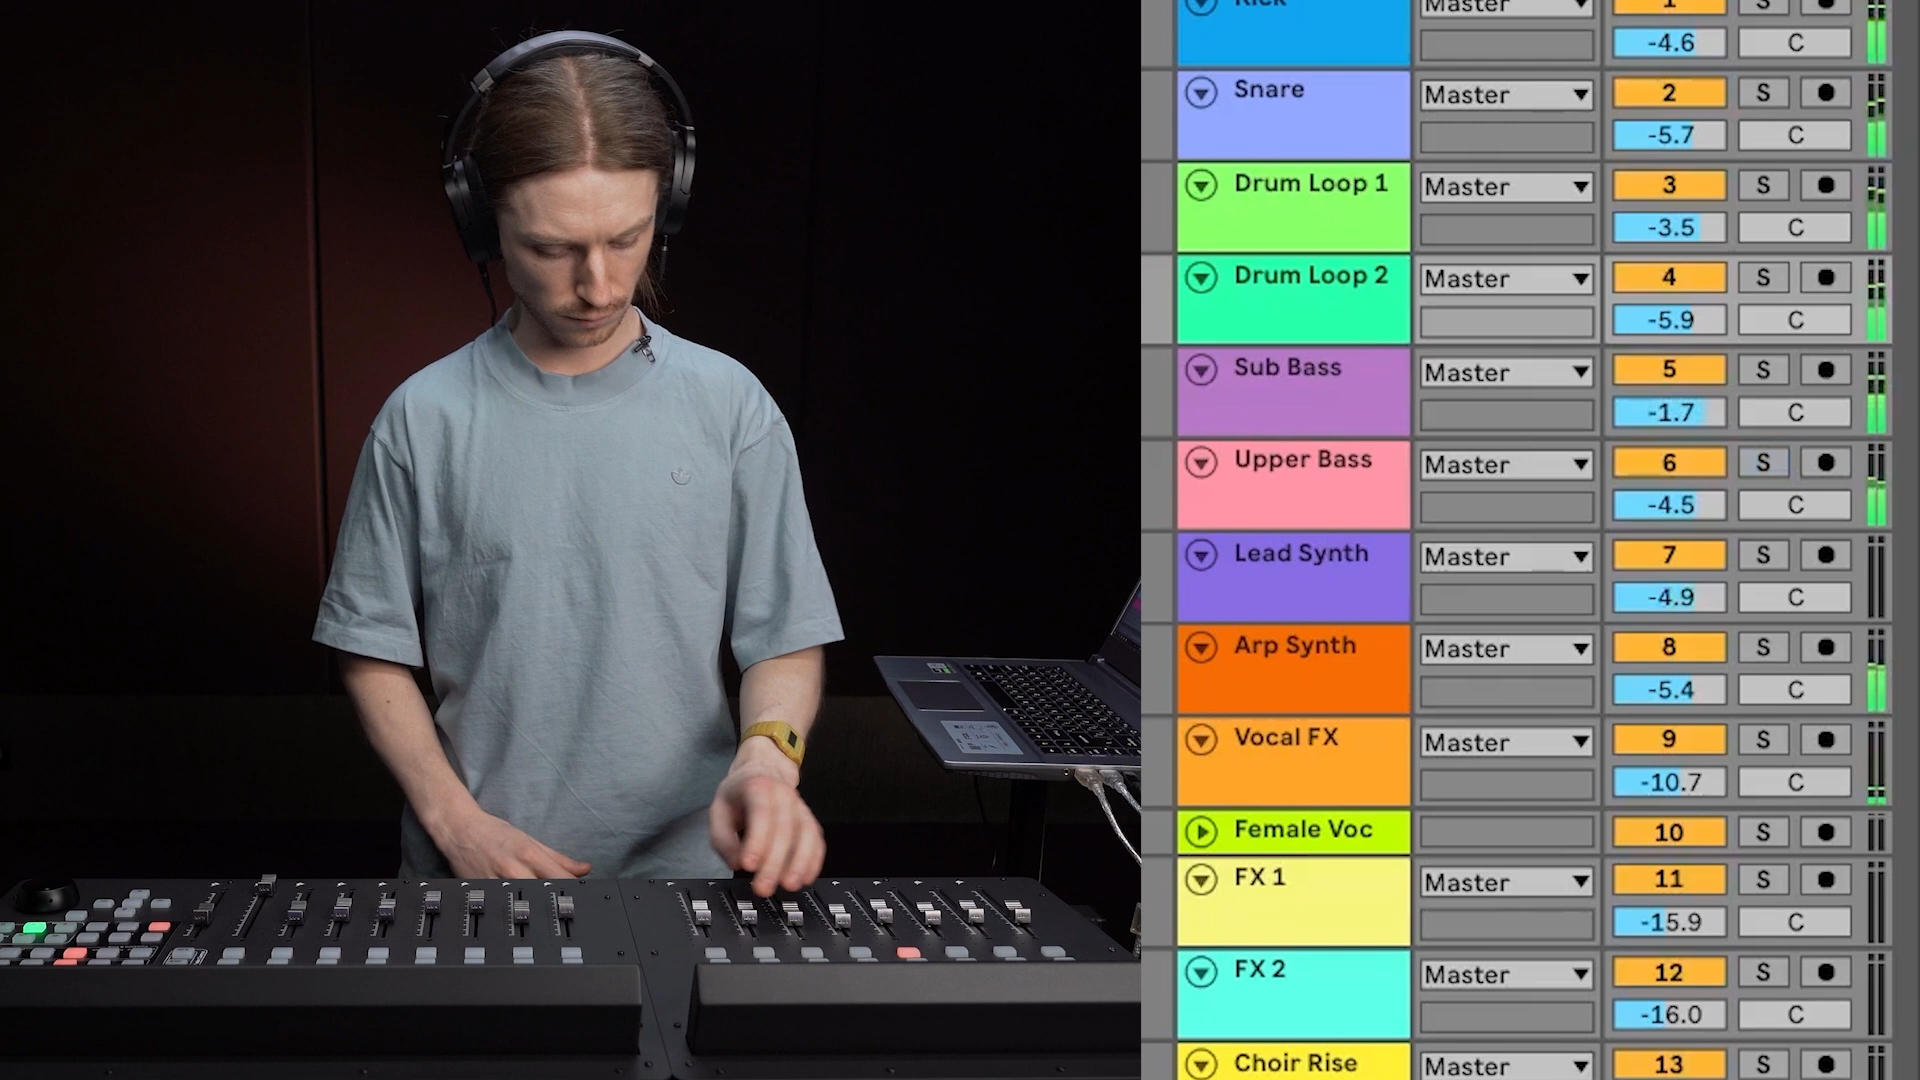 Kick
Master
1
S
-4.6
C
Snare
Master
2
S
-5.7
C
Drum Loop 1
Master
3
S
-3.5
C
Drum Loop 2
Master
4
S
-5.9
C
Sub Bass
Master
5
S
-1.7
C
Upper Bass
Master
6
S
-4.5
C
Lead Synth
Master
7
S
-4.9
C
Arp Synth
Master
8
S
-5.4
C
Vocal FX
Master
9
S
-10.7
C
Female Voc
10
S
FX 1
Master
11
S
-15.9
C
FX 2
Master
12
S
-16.0
C
Choir Rise
Master
13
S